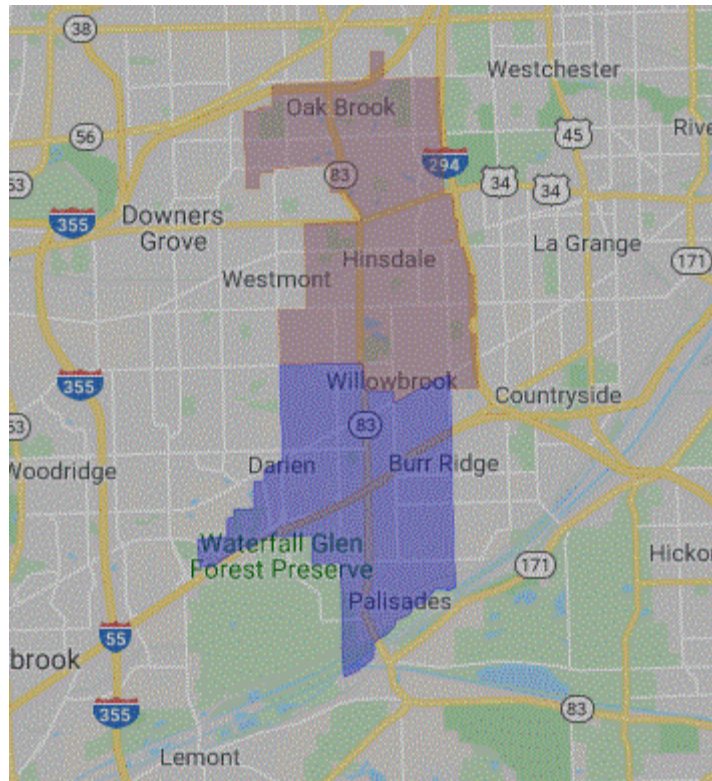 38
Westchester
Oak Brook
56
45
Rive
294
53
83
34
34
355
Downers
Grove
La Grange
Hinsdale
171
Westmont
355
Willowbrook
Countryside
53
83
Woodridge
Darien
Burr Ridge
Waterfall Glen
Forest Preserve
171
Hickor
Palisades
55
brook
355
83
Lemont